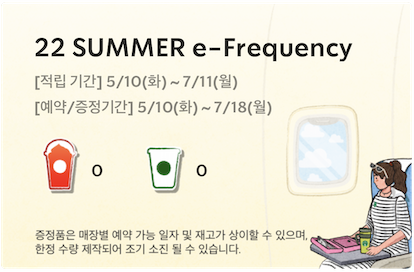 22 SUMMER e-Frequency
[적립 기간] 5/10(화) ~ 7/11(월)
[예약/증정기간] 5/10(화) ~ 7/18(월)
0 0
증정품은 매장별 예약 가능 일자 및 재고가 상이할 수 있으며,
한정 수량 제작되어 조기 소진 될 수 있습니다.